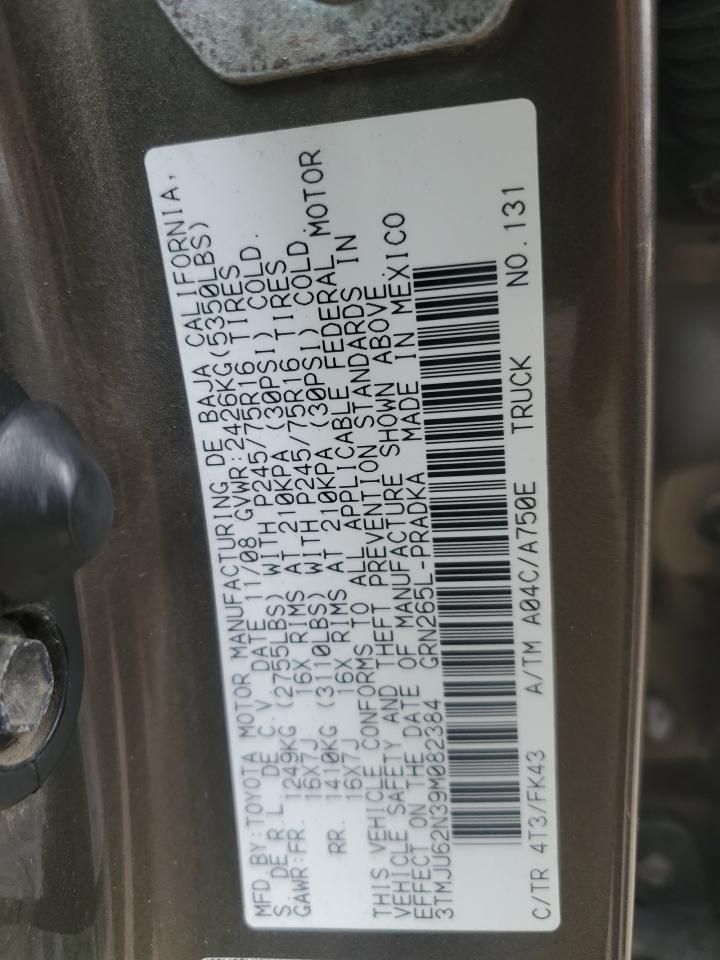 MFD.BY:TOYOTA MOTOR MANUFACTURING DE BAJA CALIFORNIA,
S. DE R.L. DE C.V DATE 11/08 GVWR:2426KG(5350LBS)
GAWR:FR. 1249KG (2755LBS) WITH P245/75R16 TIRES
16X7J 16X RIMS AT 210KPA (30PSI) COLD.
RR. 1410KG (3110LBS) WITH P245/75R16 TIRES
16X7J 16X RIMS AT 210KPA (30PSI) COLD.
THIS VEHICLE CONFORMS TO ALL APPLICABLE FEDERAL MOTOR
VEHICLE SAFETY AND THEFT PREVENTION STANDARDS IN
EFFECT ON THE DATE OF MANUFACTURE SHOWN ABOVE
3TMJU62N39M082384 GRN265L-PRADKA MADE IN MEXICO
C/TR 4T3/FK43 A/TM A04C/A750E TRUCK NO.131